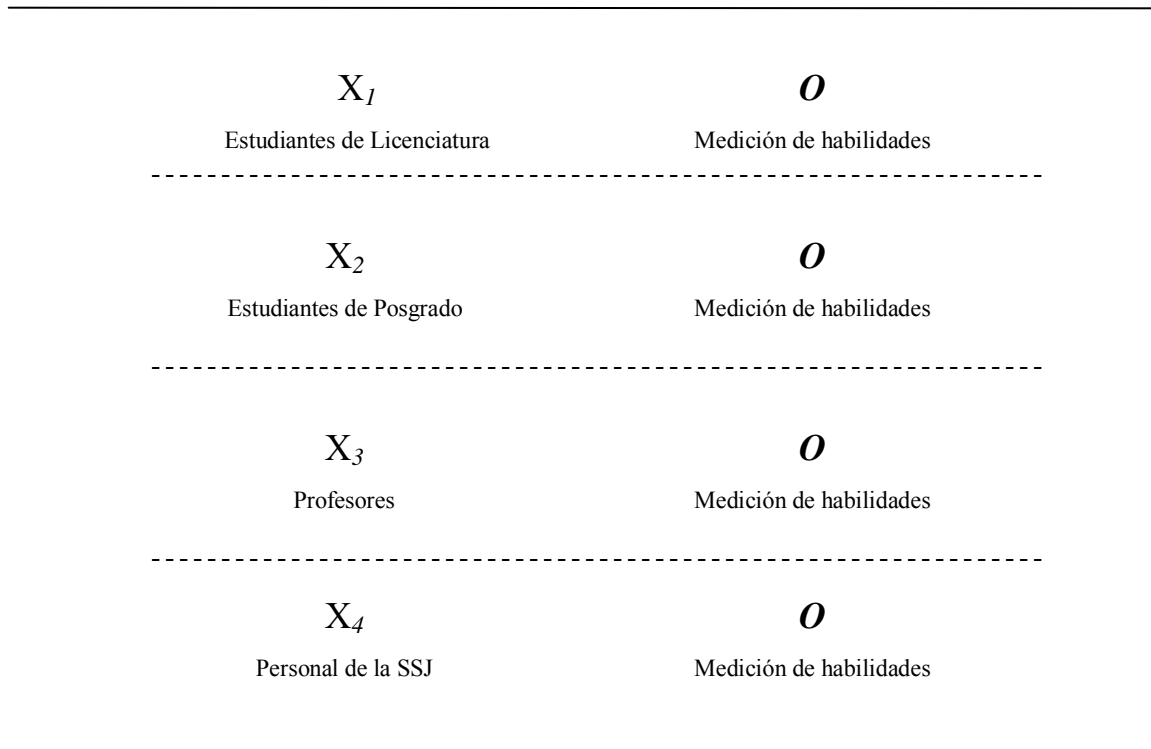 X1 O
Estudiantes de Licenciatura Medición de habilidades
X2 O
Estudiantes de Posgrado Medición de habilidades
X3 O
Profesores Medición de habilidades
X4 O
Personal de la SSJ Medición de habilidades